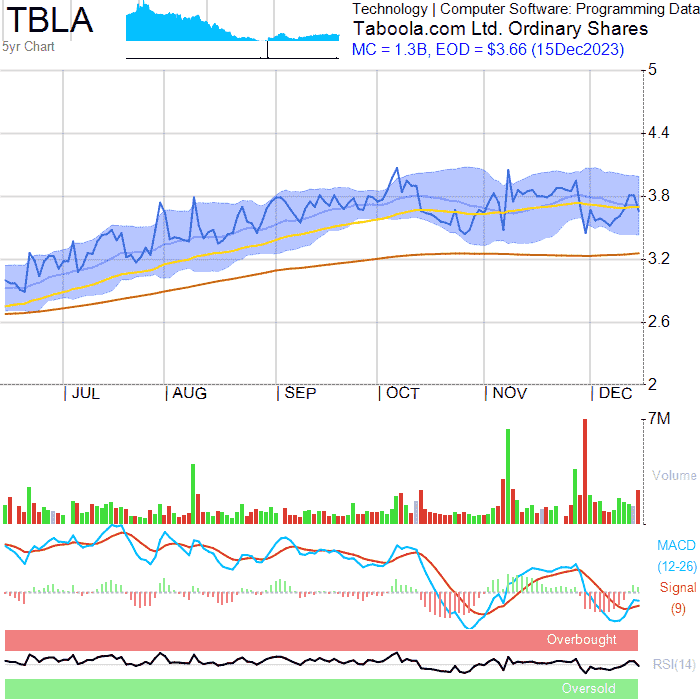 TBLA
5yr Chart
Technology | Computer Software: Programming Data
Taboola.com Ltd. Ordinary Shares
MC = 1.3B, EOD = $3.66 (15Dec2023)
5
4.4
3.8
3.2
2.6
2
| JUL | AUG | SEP | OCT | NOV | DEC
7M
Volume
MACD
(12-26)
Signal
(9)
Overbought
RSI(14)
Oversold